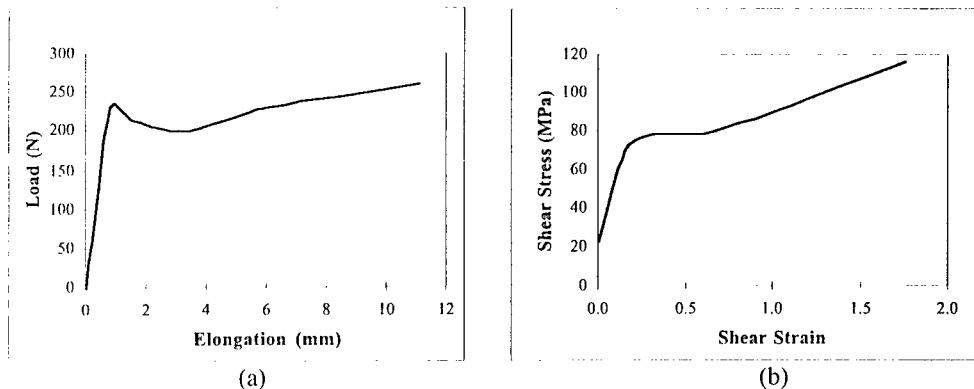 300
250
200
150
100
50
0
Load (N)
0 2 4 6 8 10 12
Elongation (mm)
(a)
120
100
80
60
40
20
0
Shear Stress (MPa)
0.0 0.5 1.0 1.5 2.0
Shear Strain
(b)